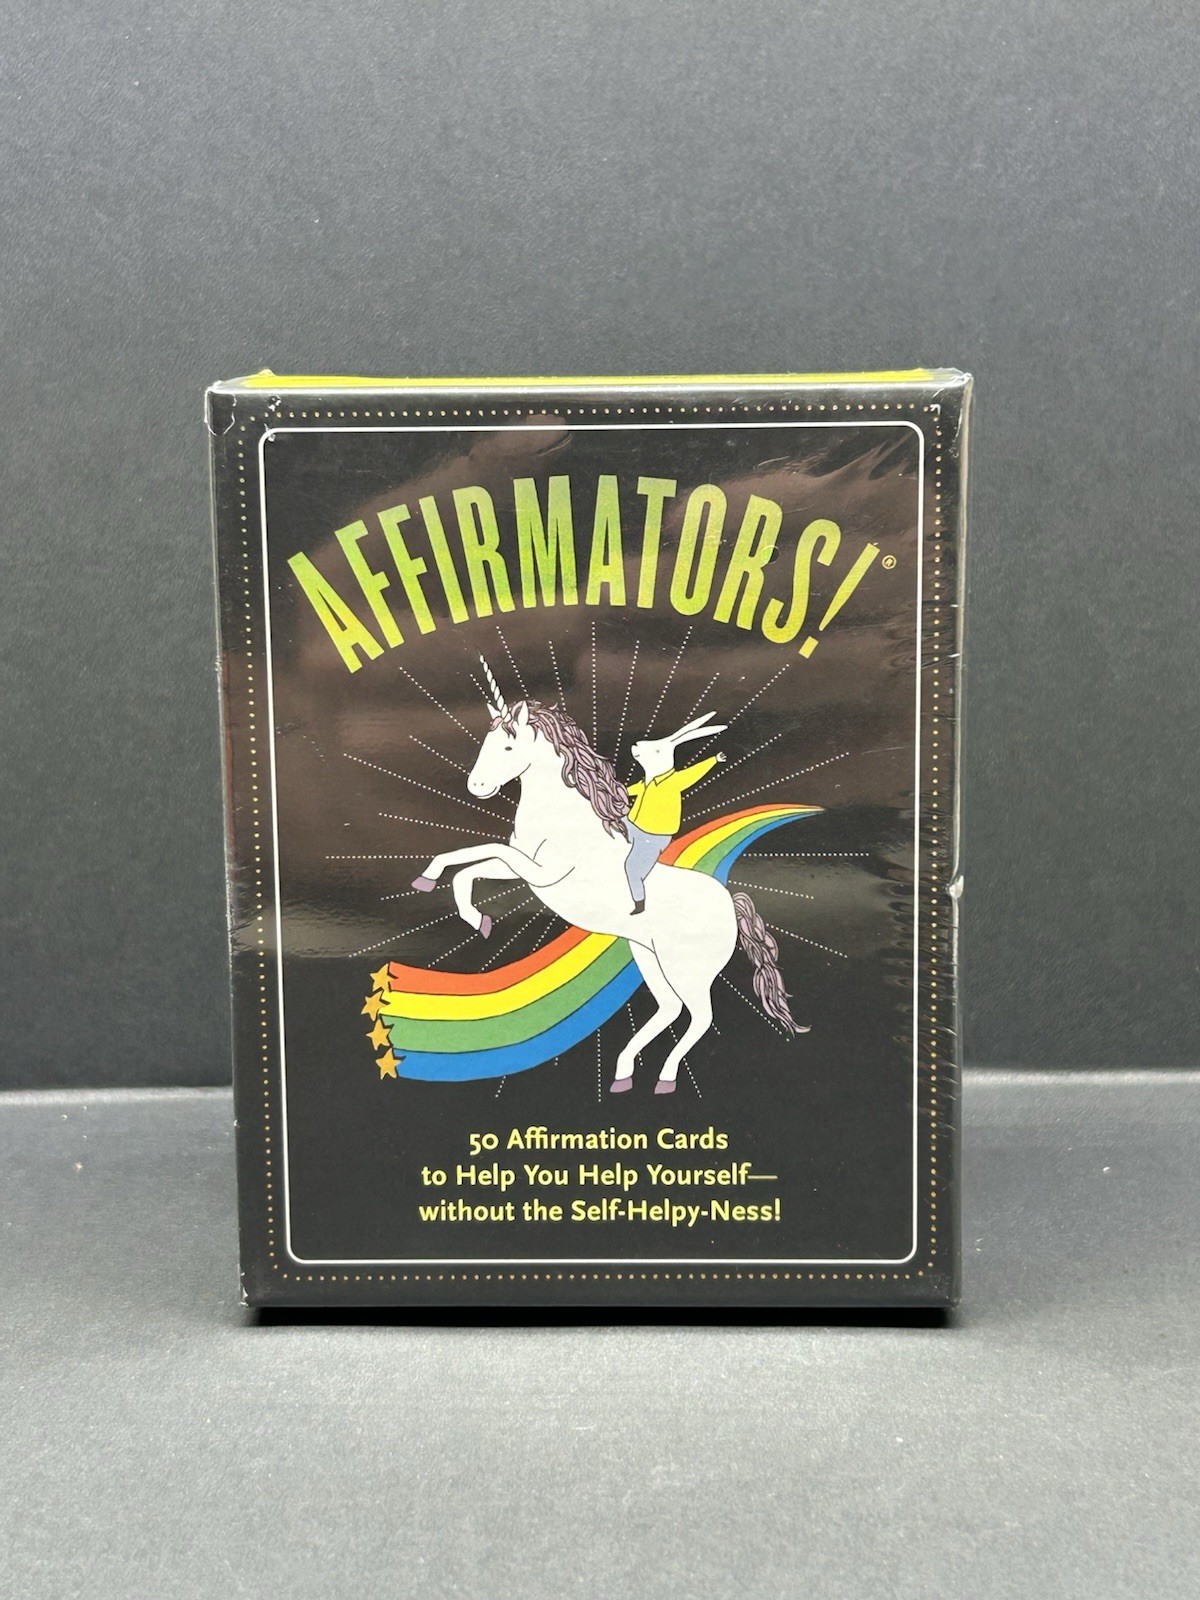 AFFIRMATORS!®
50 Affirmation Cards
to Help You Help Yourself—
without the Self-Helpy-Ness!